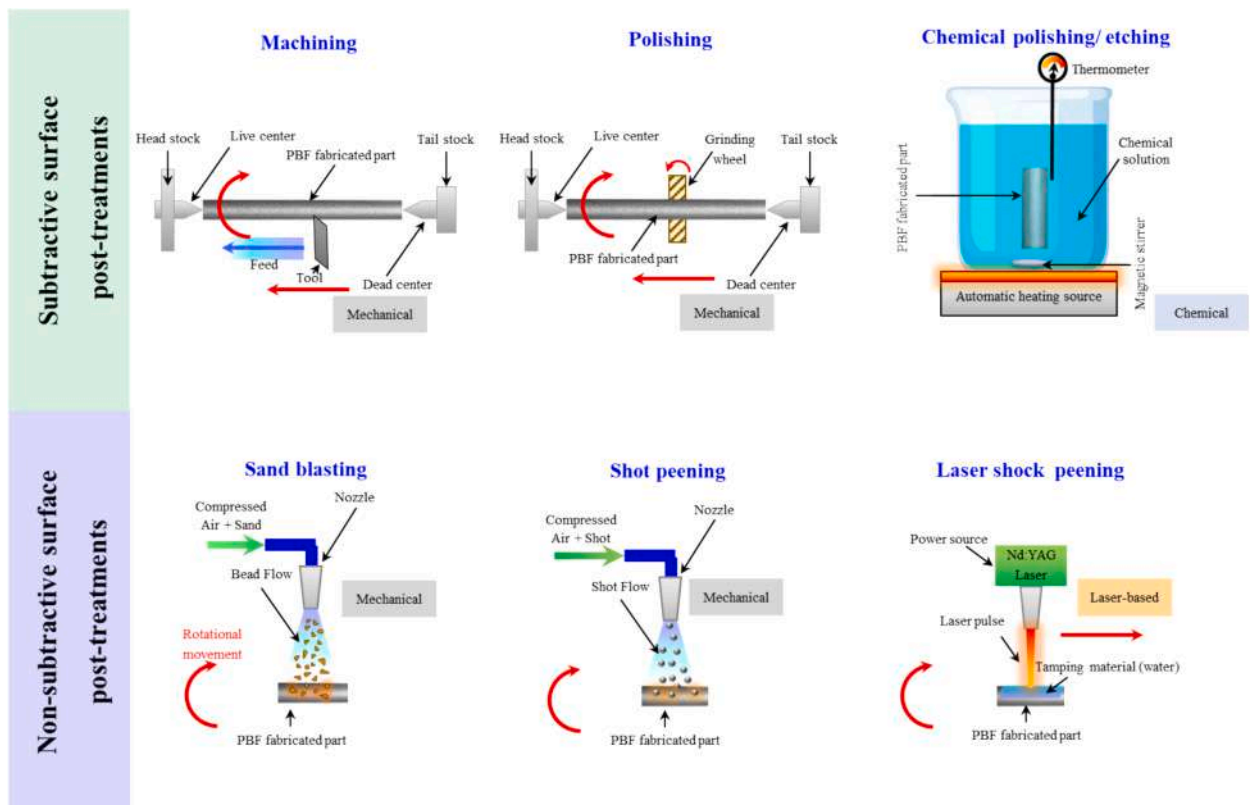 Subtractive surface
post-treatments
Machining
Head stock
Live center
PBF fabricated part
Tail stock
Feed
Tool
Dead center
Mechanical
Polishing
Head stock
Live center
Grinding
wheel
Tail stock
PBF fabricated part
Dead center
Mechanical
Chemical polishing/ etching
Thermometer
Chemical
solution
PBF fabricated part
Magnetic stirrer
Automatic heating source
Chemical
Non-subtractive surface
post-treatments
Sand blasting
Compressed
Air + Sand
Nozzle
Bead Flow
Mechanical
Rotational
movement
PBF fabricated part
Shot peening
Compressed
Air + Shot
Nozzle
Shot Flow
Mechanical
PBF fabricated part
Laser shock peening
Power source
Nd:YAG
Laser
Laser-based
Laser pulse
Tamping material (water)
PBF fabricated part